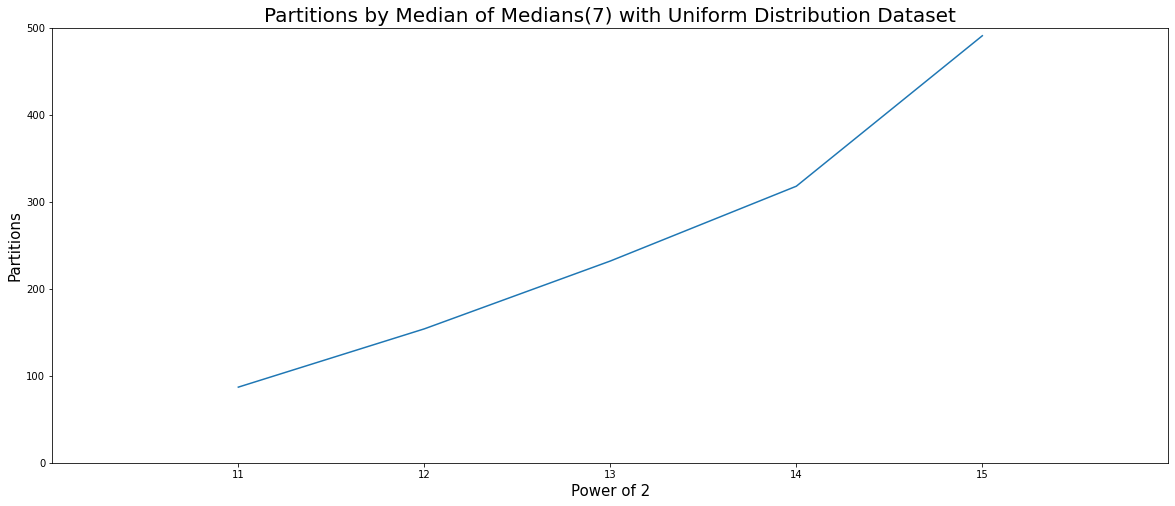 Partitions by Median of Medians(7) with Uniform Distribution Dataset
500
400
300
200
100
0
Partitions
11 12 13 14 15
Power of 2